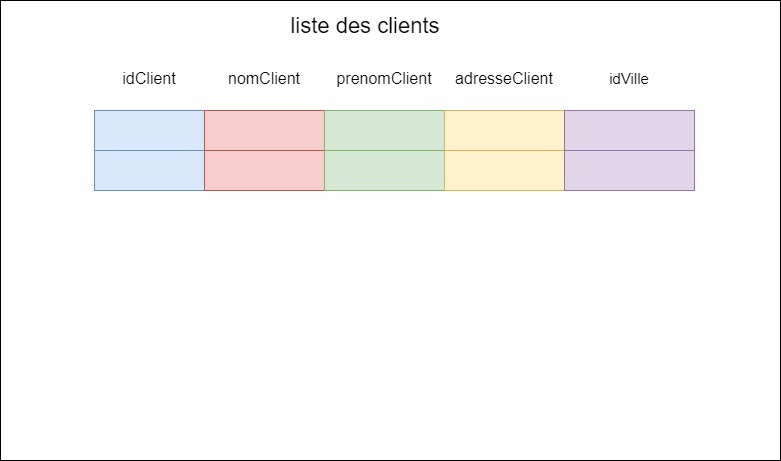 liste des clients
idClient nomClient prenomClient adresseClient idVille